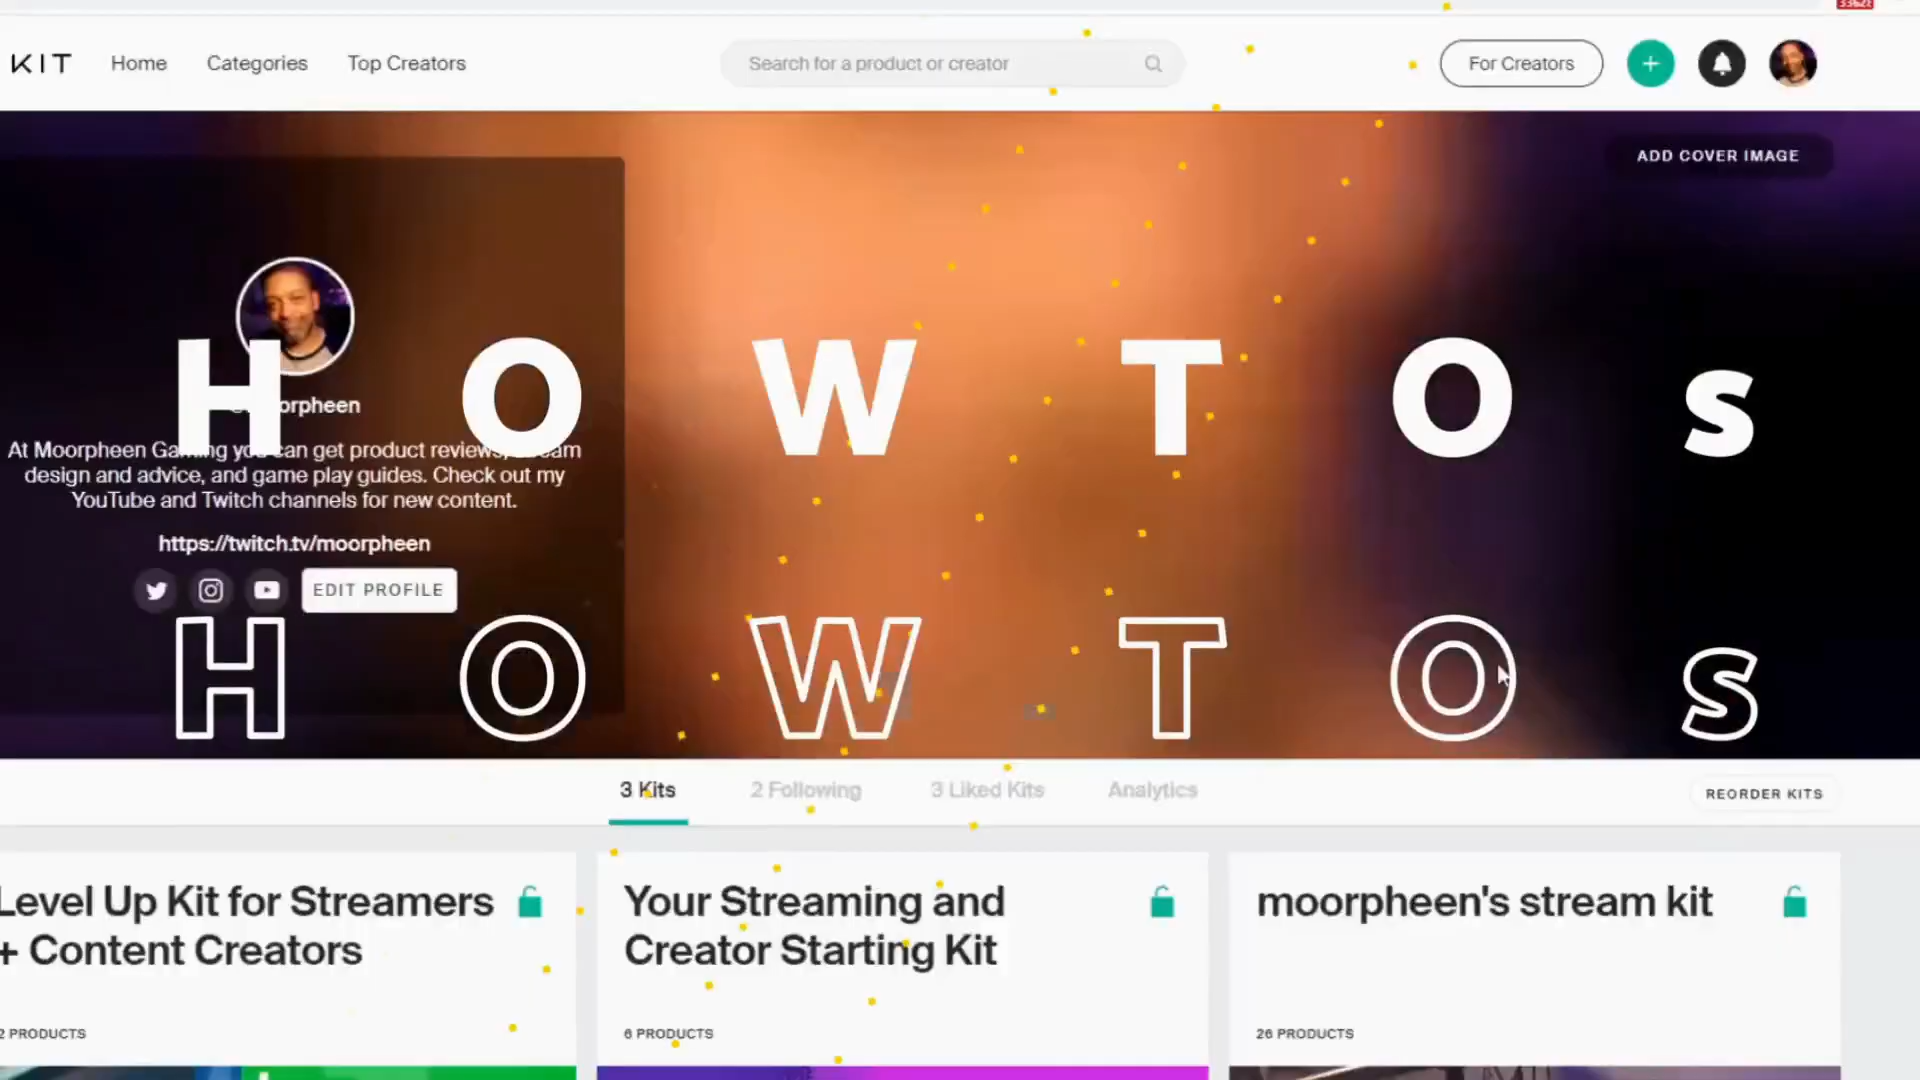 KIT Home Categories Top Creators Search for a product or creator For Creators
ADD COVER IMAGE
H O W T O s
orpheen
At Moorpheen Gaming you can get product reviews,
design and advice, and game play guides. Check out my
YouTube and Twitch channels for new content.
https://twitch.tv/moorpheen
EDIT PROFILE
H O W T O s
3 Kits 2 Following 3 Liked Kits Analytics REORDER KITS
Level Up Kit for Streamers
+ Content Creators
2 PRODUCTS
Your Streaming and
Creator Starting Kit
6 PRODUCTS
moorpheen's stream kit
26 PRODUCTS